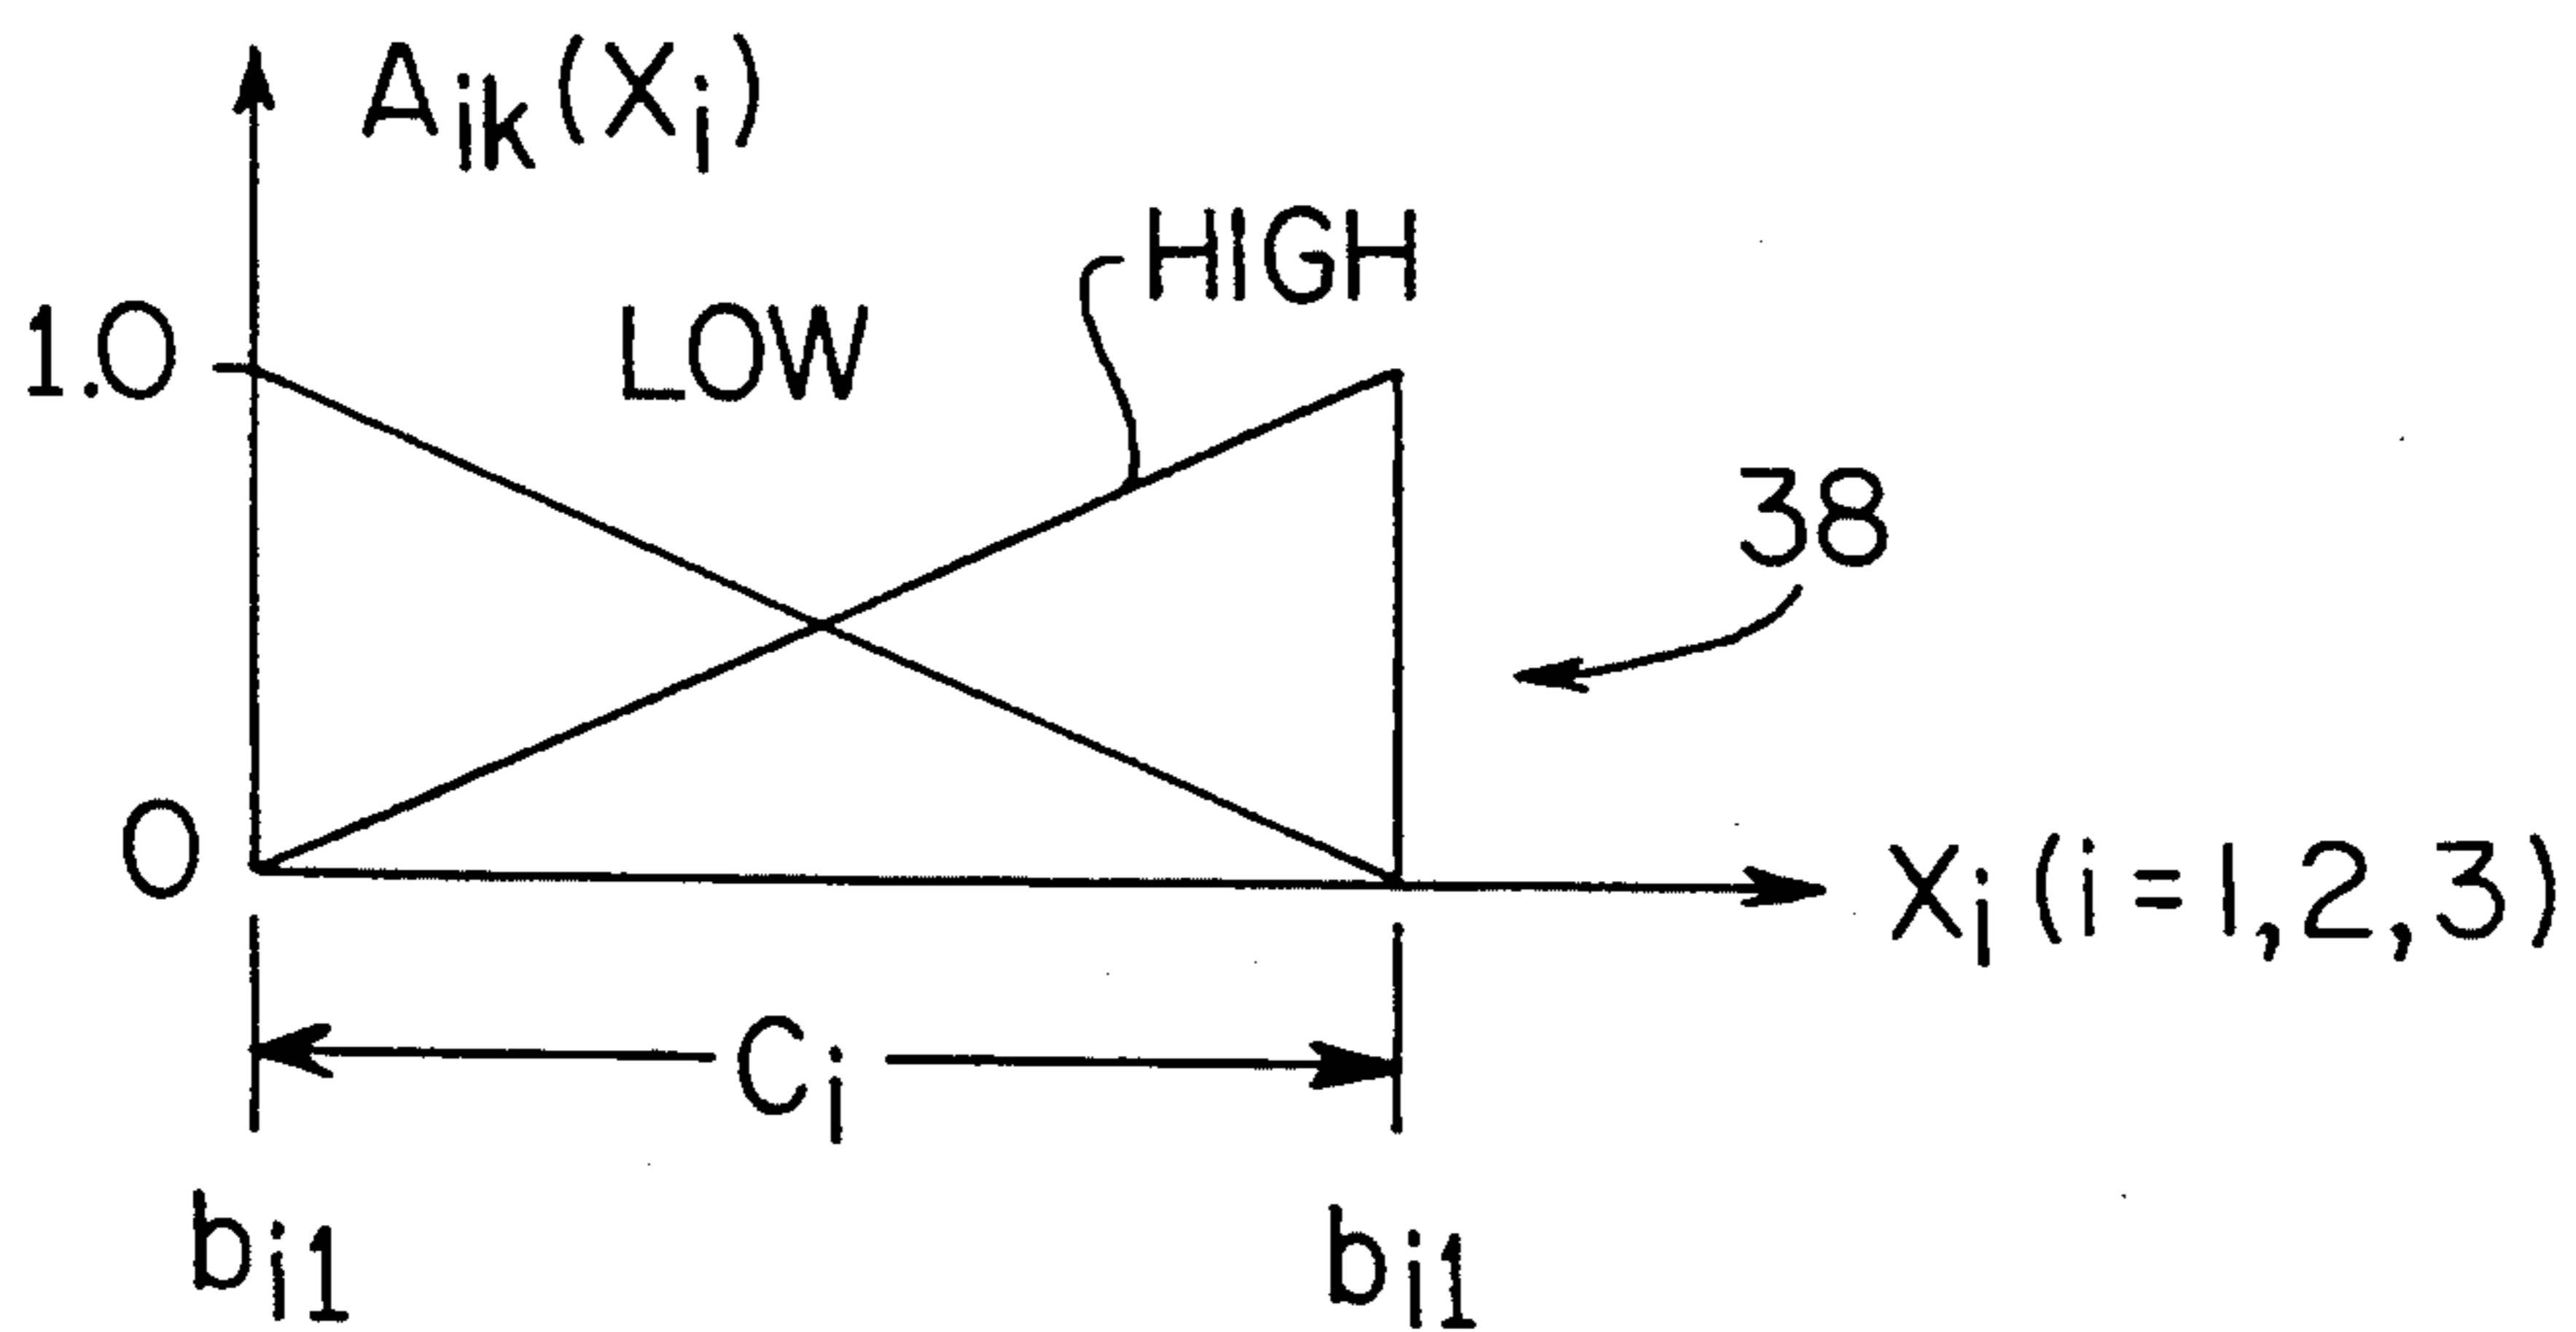 Aik(Xi)
HIGH
LOW
1.0
38
0
Xi (i=1,2,3)
Ci
bi1
bi1